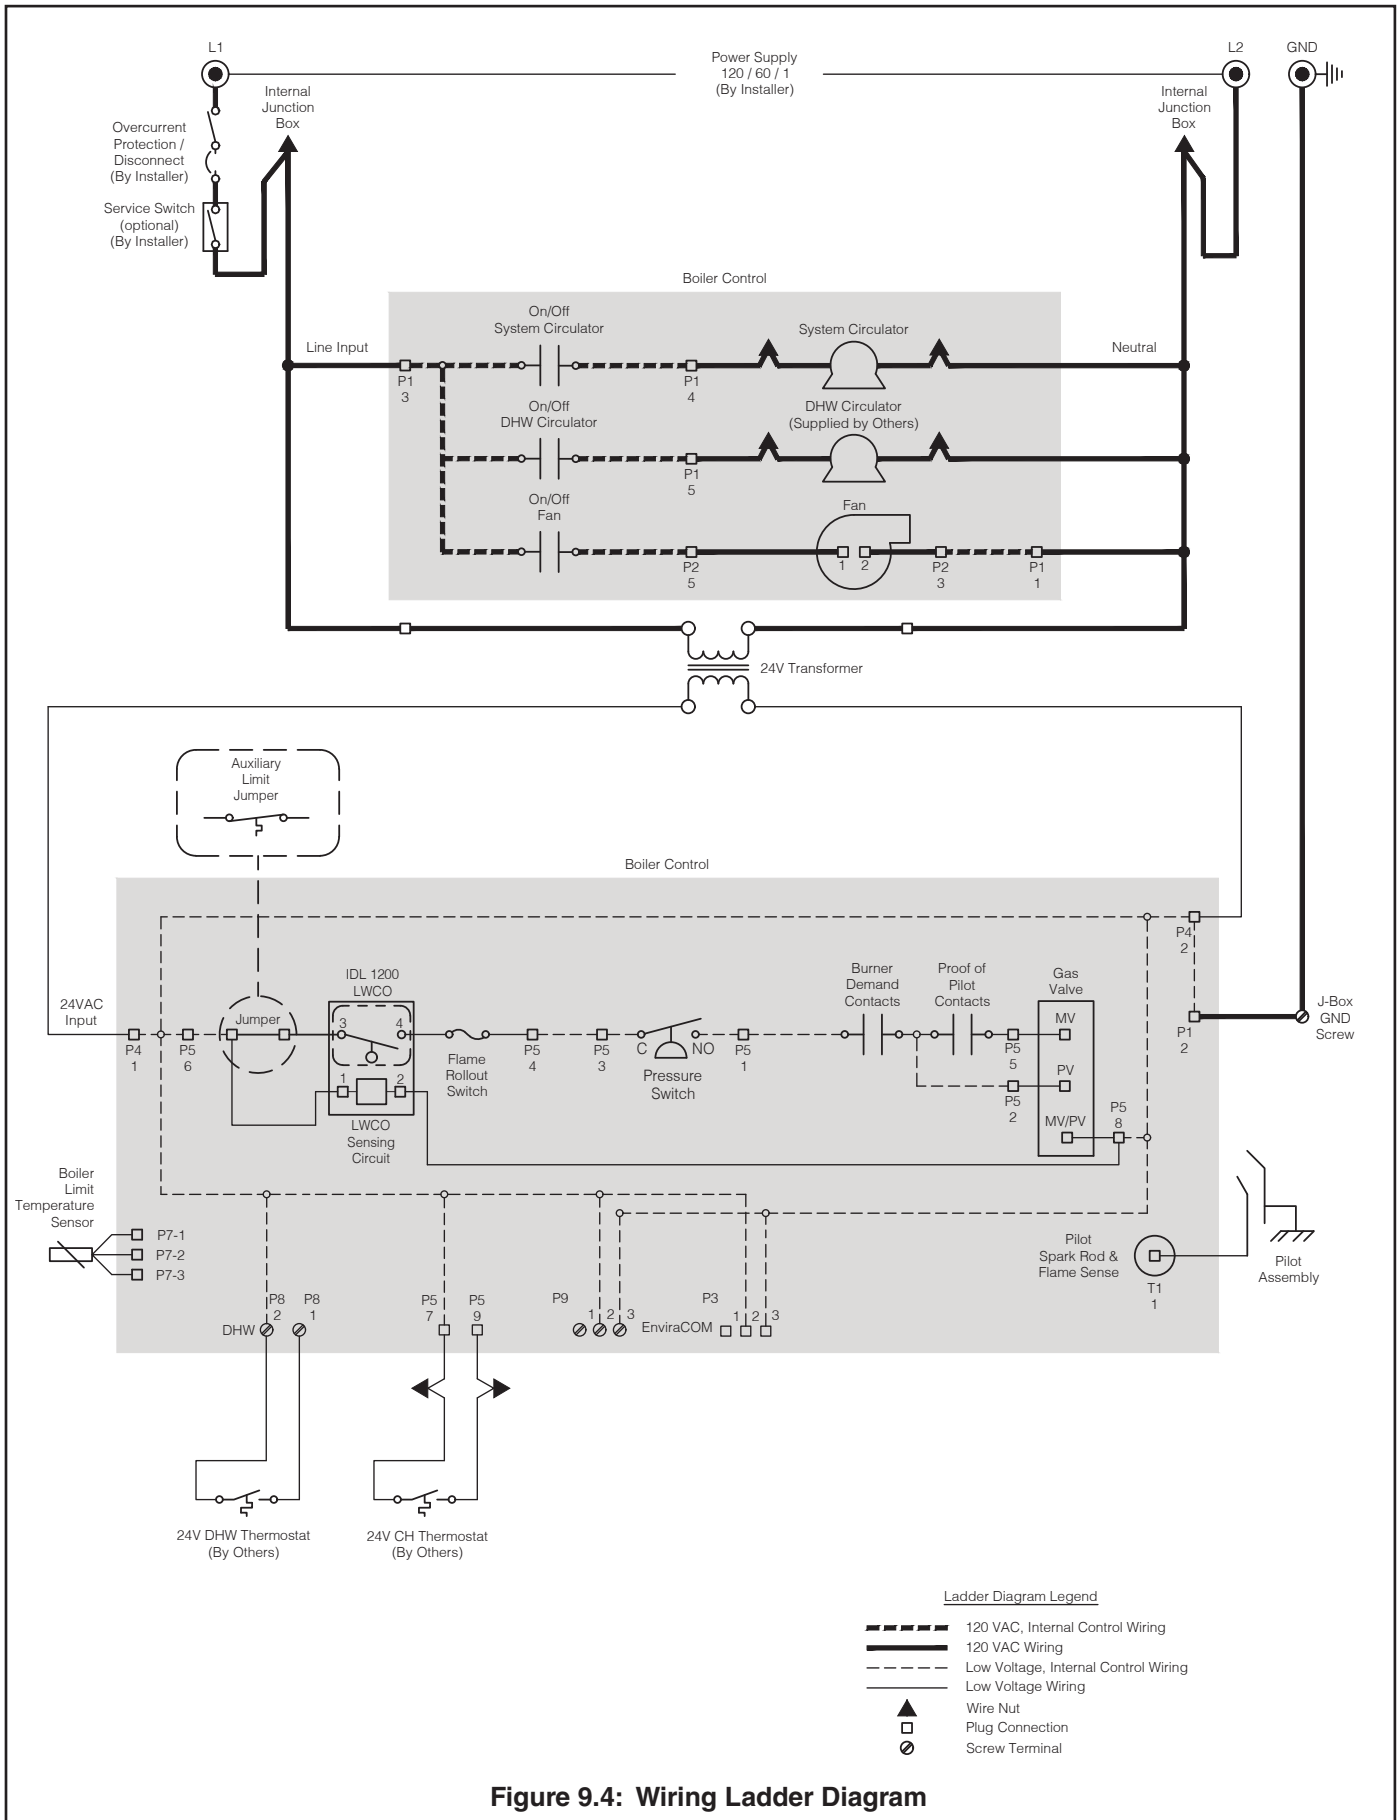 L1
Power Supply
120 / 60 / 1
(By Installer)
L2
GND
Internal
Junction
Box
Internal
Junction
Box
Overcurrent
Protection /
Disconnect
(By Installer)
Service Switch
(optional)
(By Installer)
Boiler Control
On/Off
System Circulator
System Circulator
Line Input
Neutral
P1
3
P1
4
On/Off
DHW Circulator
DHW Circulator
(Supplied by Others)
P1
5
On/Off
Fan
Fan
1 2
P2
5
P2
3
P1
1
24V Transformer
Auxiliary
Limit
Jumper
Boiler Control
P4
2
IDL 1200
LWCO
Burner
Demand
Contacts
Proof of
Pilot
Contacts
Gas
Valve
24VAC
Input
Jumper
3 4
MV
J-Box
GND
Screw
P4
1
P5
6
Flame
Rollout
Switch
P5
4
P5
3
C NO
Pressure
Switch
P5
1
P5
5
P1
2
1 2
PV
P5
2
LWCO
Sensing
Circuit
MV/PV
P5
8
Boiler
Limit
Temperature
Sensor
P7-1
P7-2
P7-3
Pilot
Spark Rod &
Flame Sense
T1
1
Pilot
Assembly
DHW
P8
2
P8
1
P5
7
P5
9
P9
1 2 3
EnviraCOM
P3
1 2 3
24V DHW Thermostat
(By Others)
24V CH Thermostat
(By Others)
Ladder Diagram Legend
120 VAC, Internal Control Wiring
120 VAC Wiring
Low Voltage, Internal Control Wiring
Low Voltage Wiring
Wire Nut
Plug Connection
Screw Terminal
Figure 9.4: Wiring Ladder Diagram